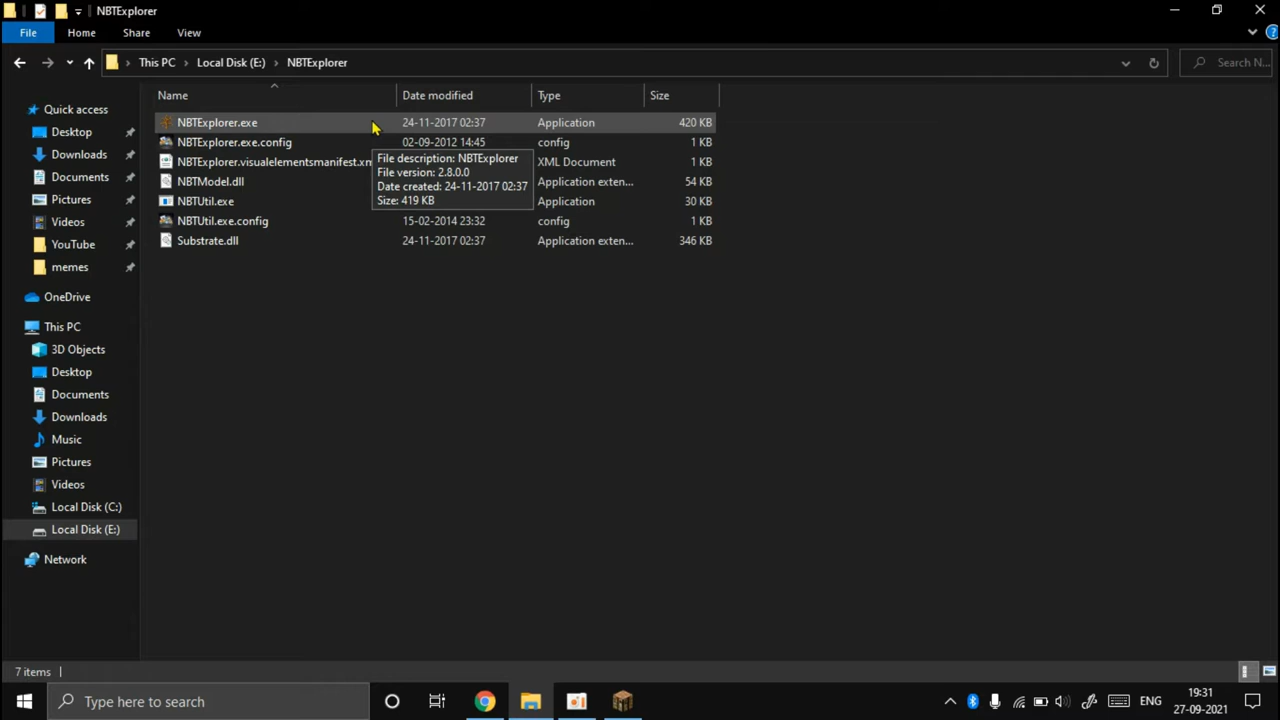 NBTExplorer
File Home Share View
This PC Local Disk (E:) NBTExplorer Search N...
Name Date modified Type Size
NBTExplorer.exe 24-11-2017 02:37 Application 420 KB
NBTExplorer.exe.config 02-09-2012 14:45 config 1 KB
NBTExplorer.visualelementsmanifest.xm XML Document 1 KB
NBTModel.dll Application exten... 54 KB
NBTUtil.exe Application 30 KB
NBTUtil.exe.config 15-02-2014 23:32 config 1 KB
Substrate.dll 24-11-2017 02:37 Application exten... 346 KB
File description: NBTExplorer
File version: 2.8.0.0
Date created: 24-11-2017 02:37
Size: 419 KB
Quick access
Desktop
Downloads
Documents
Pictures
Videos
YouTube
memes
OneDrive
This PC
3D Objects
Desktop
Documents
Downloads
Music
Pictures
Videos
Local Disk (C:)
Local Disk (E:)
Network
7 items
Type here to search
ENG
19:31
27-09-2021